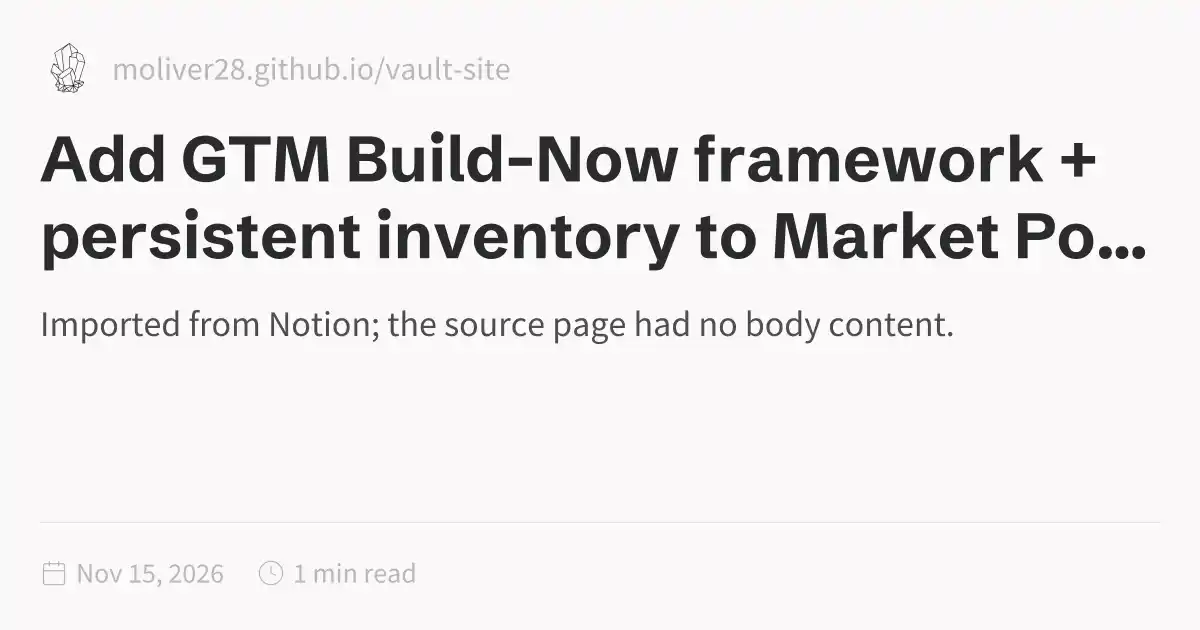 moliver28.github.io/vault-site
Add GTM Build-Now framework +
persistent inventory to Market Po...
Imported from Notion; the source page had no body content.
Nov 15, 2026 1 min read